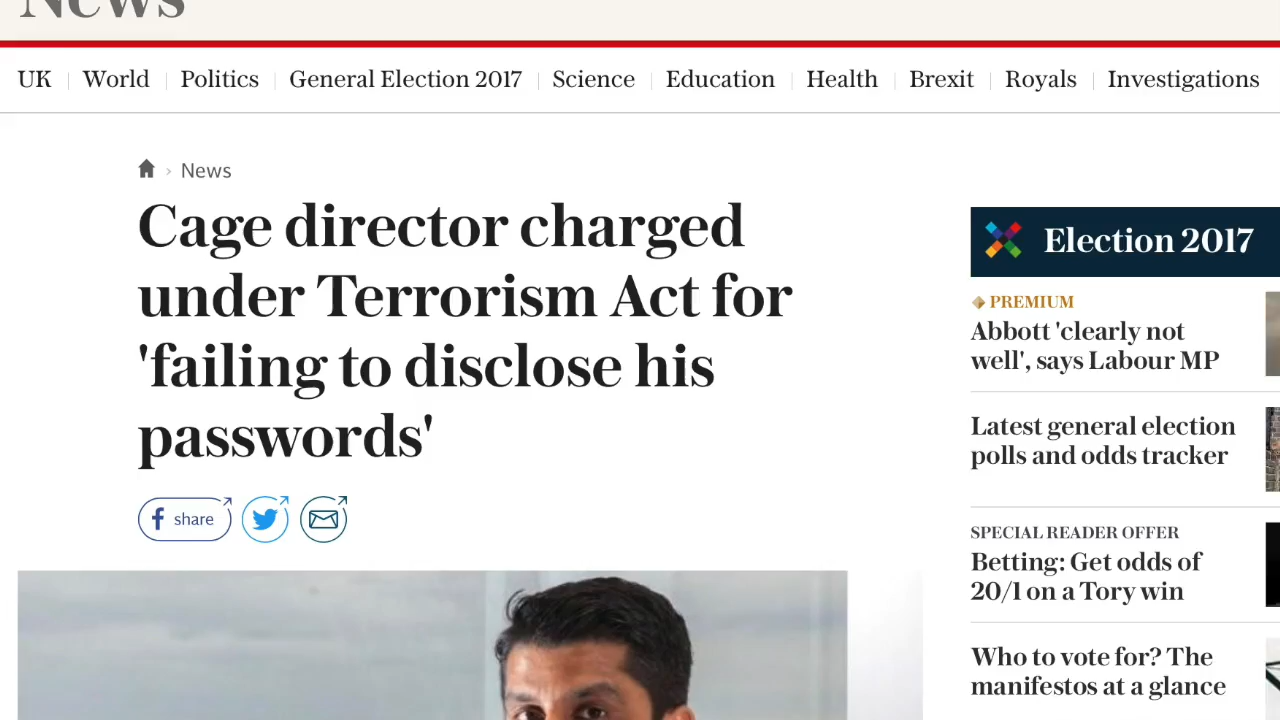 News
UK World Politics General Election 2017 Science Education Health Brexit Royals Investigations
› News
Cage director charged
under Terrorism Act for
'failing to disclose his
passwords'
share
Election 2017
PREMIUM
Abbott 'clearly not
well', says Labour MP
Latest general election
polls and odds tracker
SPECIAL READER OFFER
Betting: Get odds of
20/1 on a Tory win
Who to vote for? The
manifestos at a glance